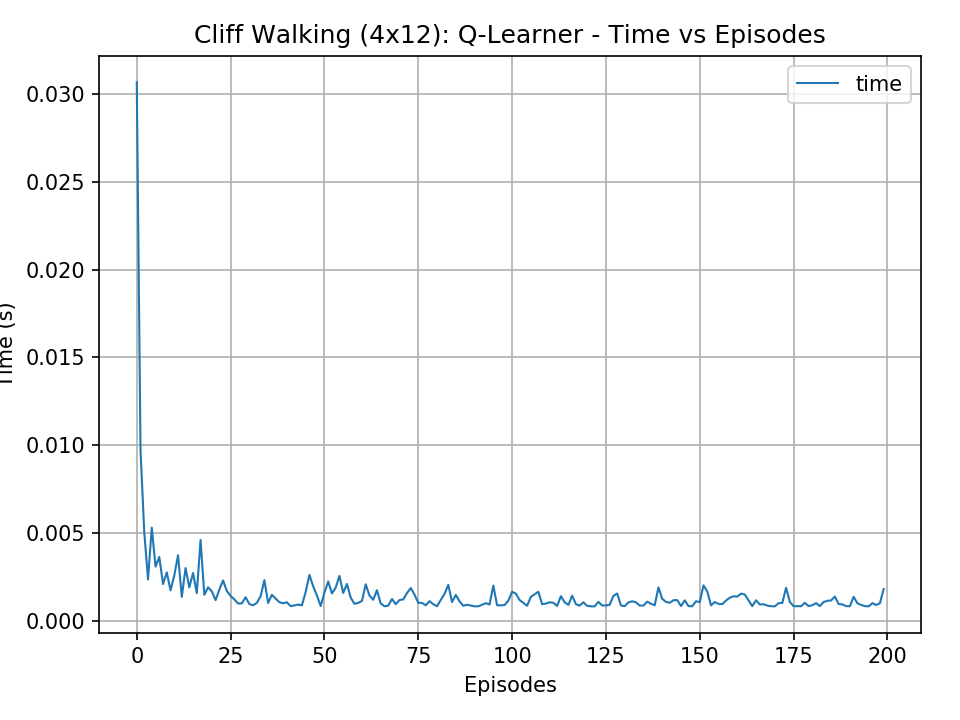 Cliff Walking (4x12): Q-Learner - Time vs Episodes
time
0.030
0.025
0.020
0.015
0.010
0.005
0.000
Time (s)
0 25 50 75 100 125 150 175 200
Episodes